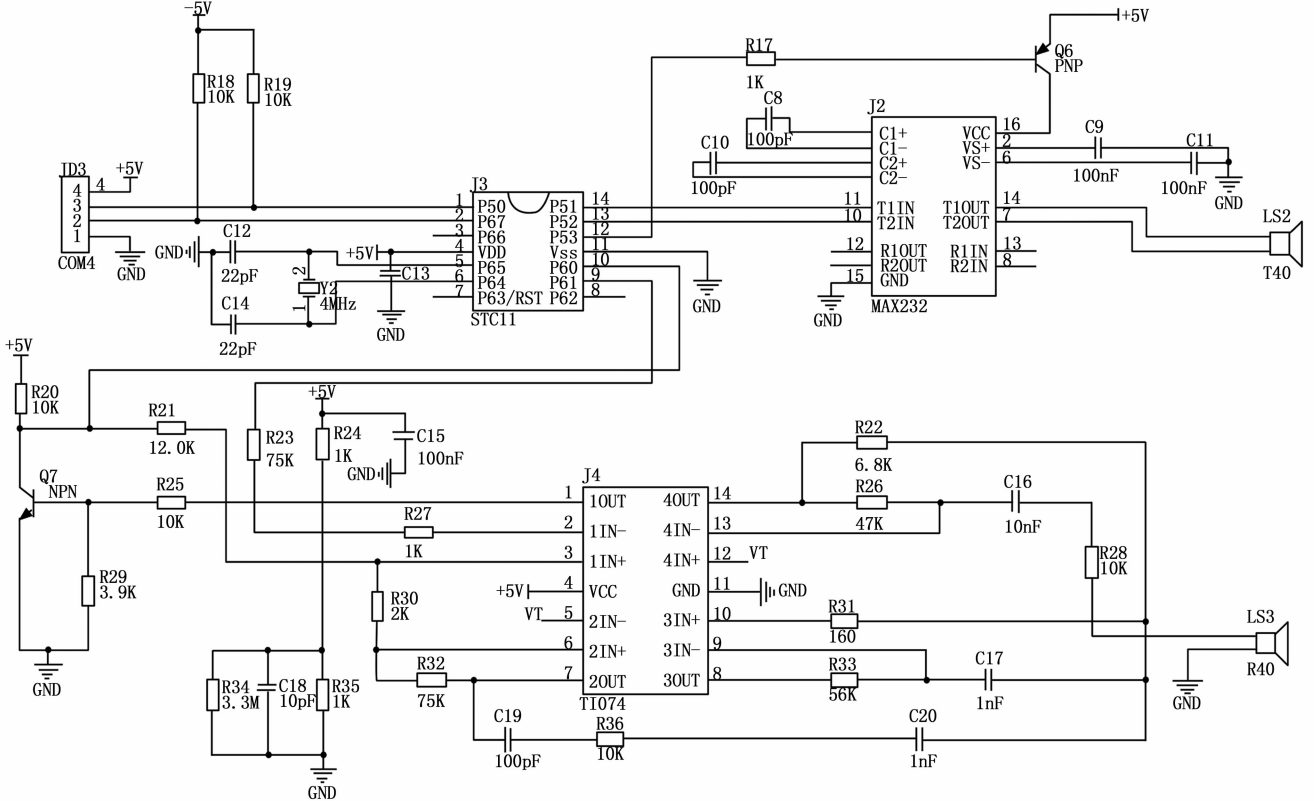 -5V
R18
10K
R19
10K
R17
1K
Q6
PNP
+5V
C8
100pF
C10
100pF
J2
C1+
C1-
C2+
C2-
VCC
VS+
VS-
16
2
6
C9
100nF
C11
100nF
GND
11
10
T1IN
T2IN
T1OUT
T2OUT
14
7
12
R1OUT
R2OUT
GND
15
R1IN
R2IN
13
8
GND
MAX232
LS2
T40
JD3
+5V
4
4
3
2
1
COM4
GND
J3
1
2
3
4
5
6
7
P50
P67
P66
VDD
P65
P64
P63/RST
P51
P52
P53
Vss
P60
P61
P62
14
13
12
11
10
9
8
STC11
GND
GND
C12
22pF
2
Y2
1
4MHz
C14
22pF
+5V
C13
GND
+5V
R20
10K
R21
12.0K
R23
75K
+5V
R24
1K
C15
100nF
GND
Q7
NPN
R25
10K
R27
1K
R29
3.9K
GND
R30
2K
R32
75K
R34
3.3M
C18
10pF
R35
1K
GND
J4
1
2
3
4
5
6
7
1OUT
1IN-
1IN+
VCC
2IN-
2IN+
2OUT
4OUT
4IN-
4IN+
GND
3IN+
3IN-
3OUT
14
13
12
11
10
9
8
+5V
VT
VT
GND
TI074
R22
6.8K
R26
47K
C16
10nF
R28
10K
R31
160
R33
56K
C17
1nF
LS3
R40
GND
C19
100pF
R36
10K
C20
1nF